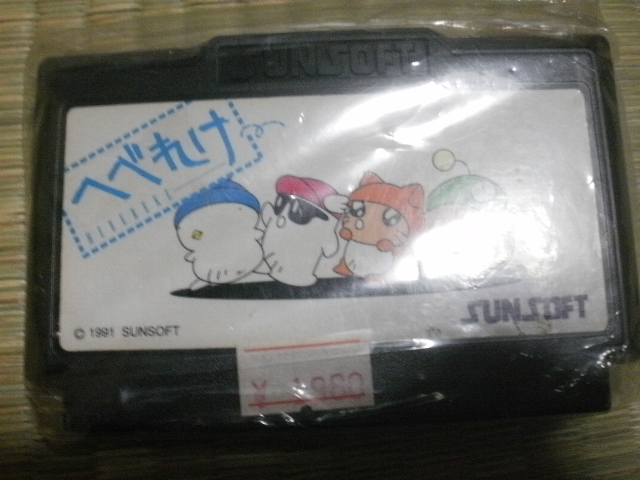 SUNSOFT
へべれけ
SUNSOFT
© 1991 SUNSOFT
¥ 1980